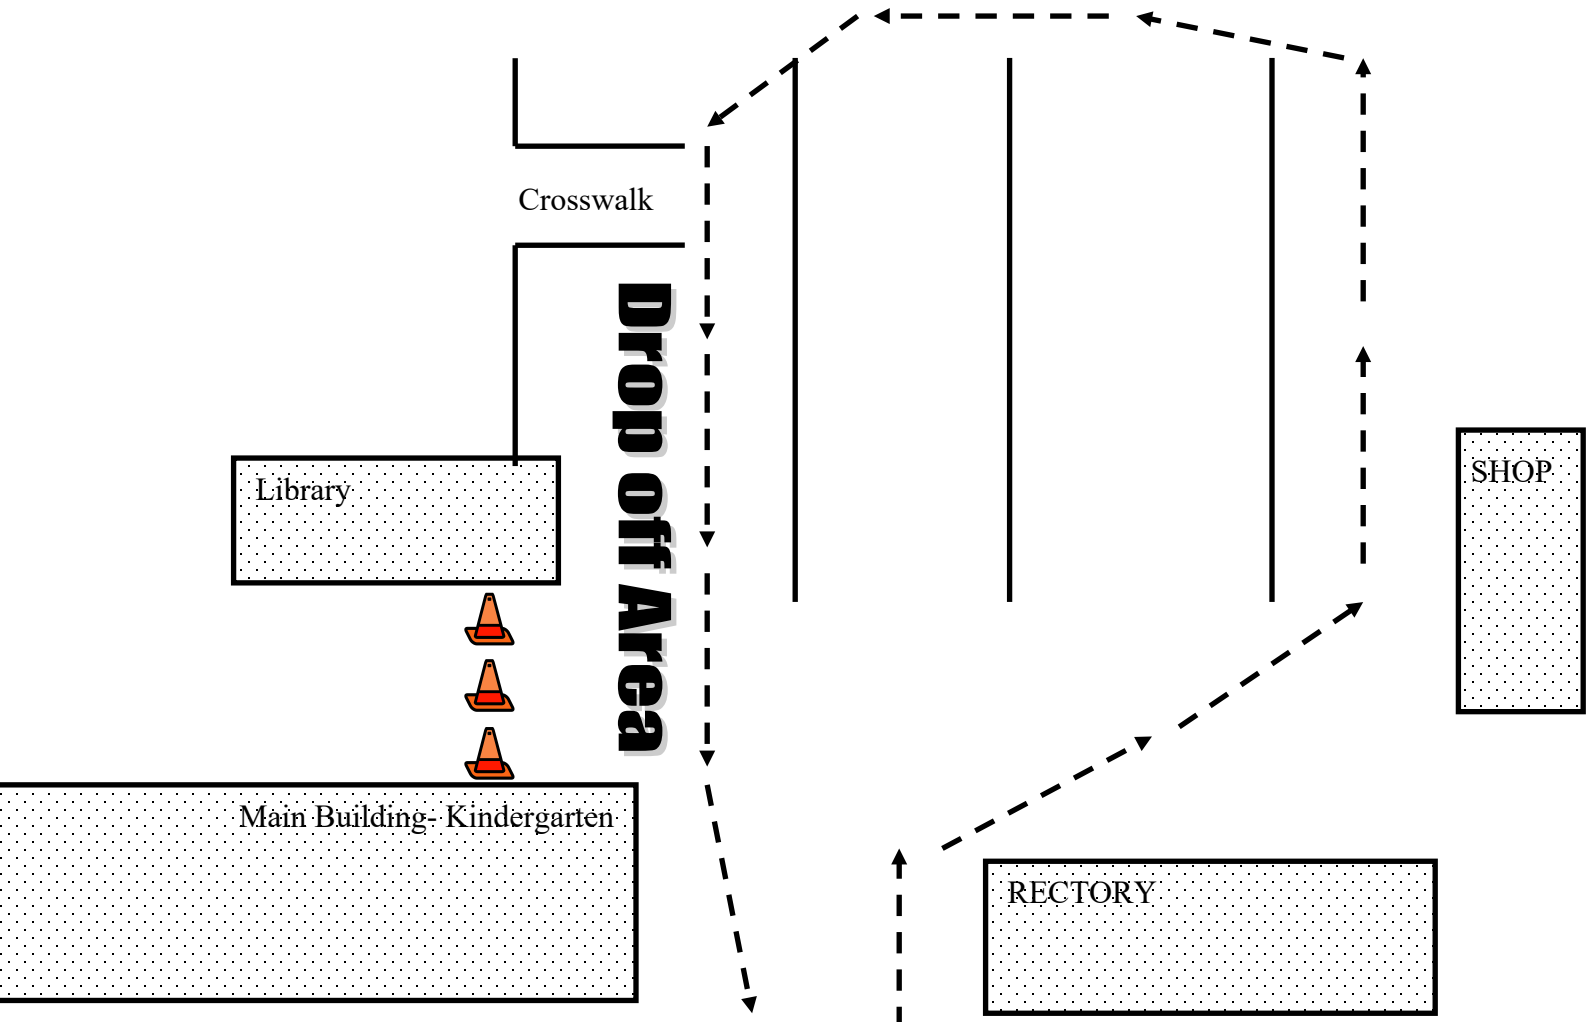 Crosswalk
Drop off Area
Library
SHOP
Main Building- Kindergarten
RECTORY